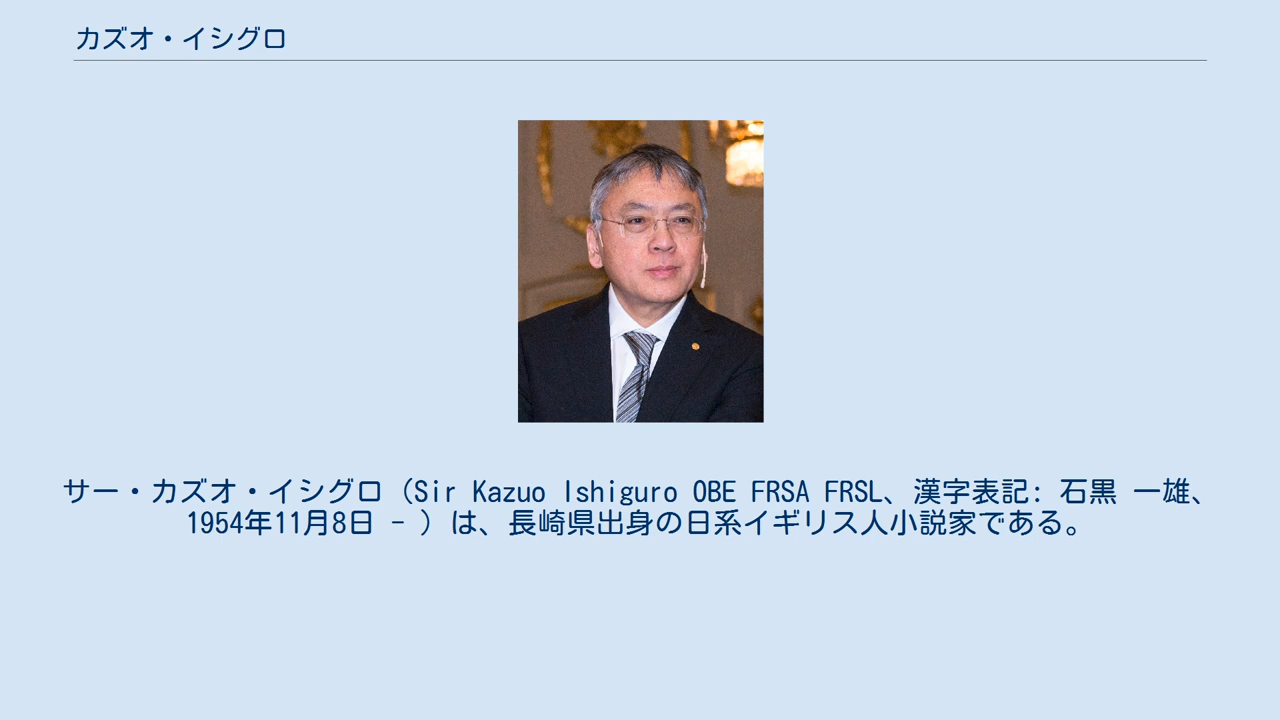 カズオ・イシグロ
サー・カズオ・イシグロ（Sir Kazuo Ishiguro OBE FRSA FRSL、漢字表記: 石黒 一雄、
1954年11月8日 - ）は、長崎県出身の日系イギリス人小説家である。